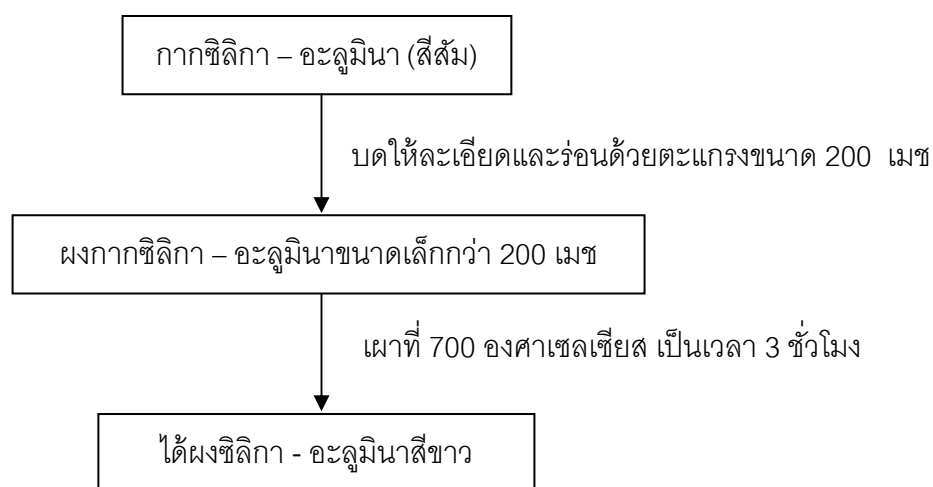 กากซิลิกา – อะลูมินา (สีส้ม)
บดให้ละเอียดและร่อนด้วยตะแกรงขนาด 200 เมช
ผงกากซิลิกา – อะลูมินาขนาดเล็กกว่า 200 เมช
เผาที่ 700 องศาเซลเซียส เป็นเวลา 3 ชั่วโมง
ได้ผงซิลิกา - อะลูมินาสีขาว